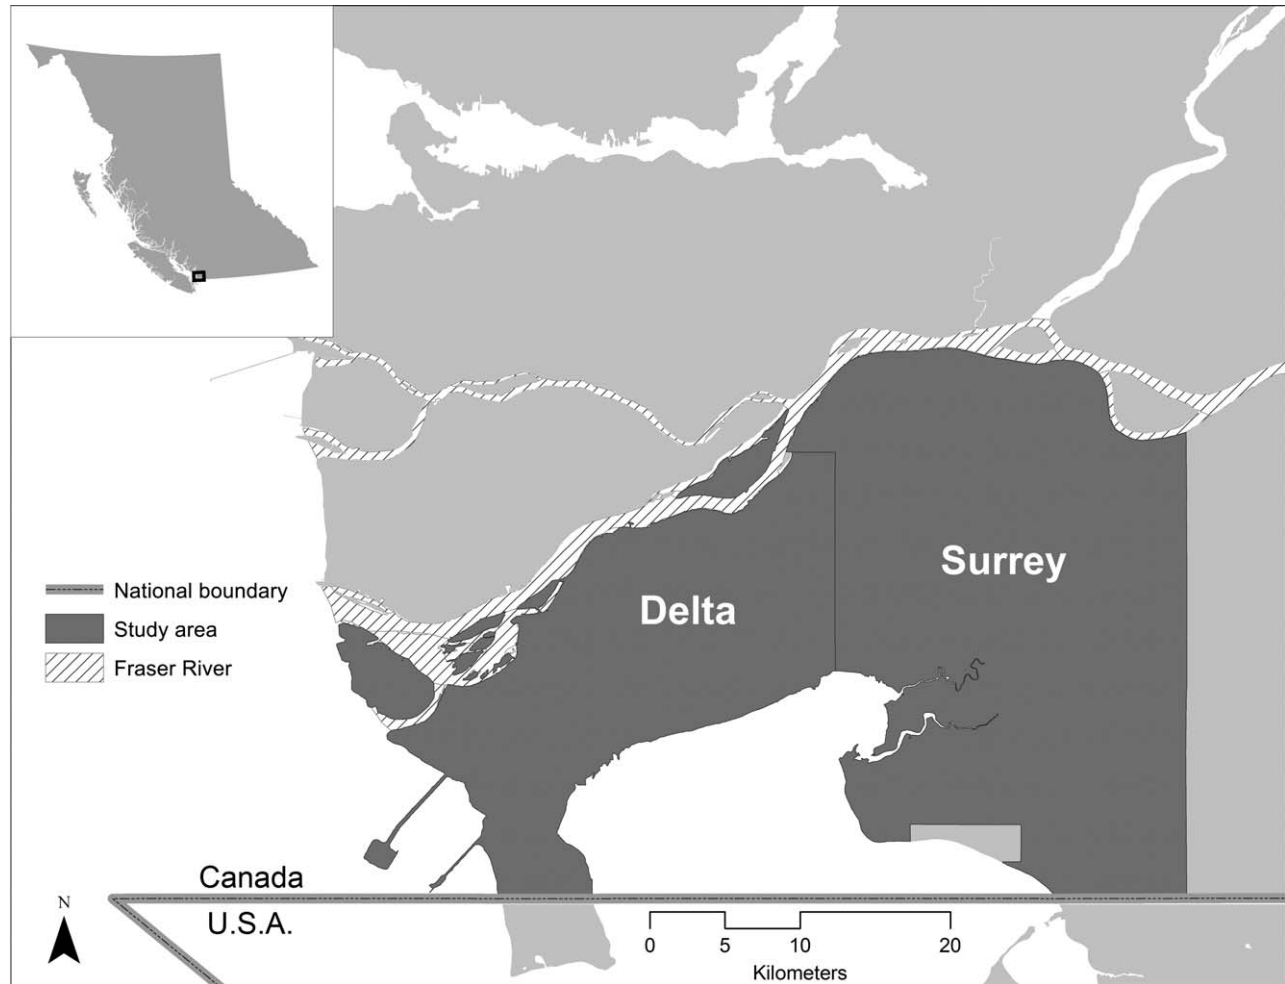 Surrey
Delta
National boundary
Study area
Fraser River
Canada
U.S.A.
N
0 5 10 20
Kilometers